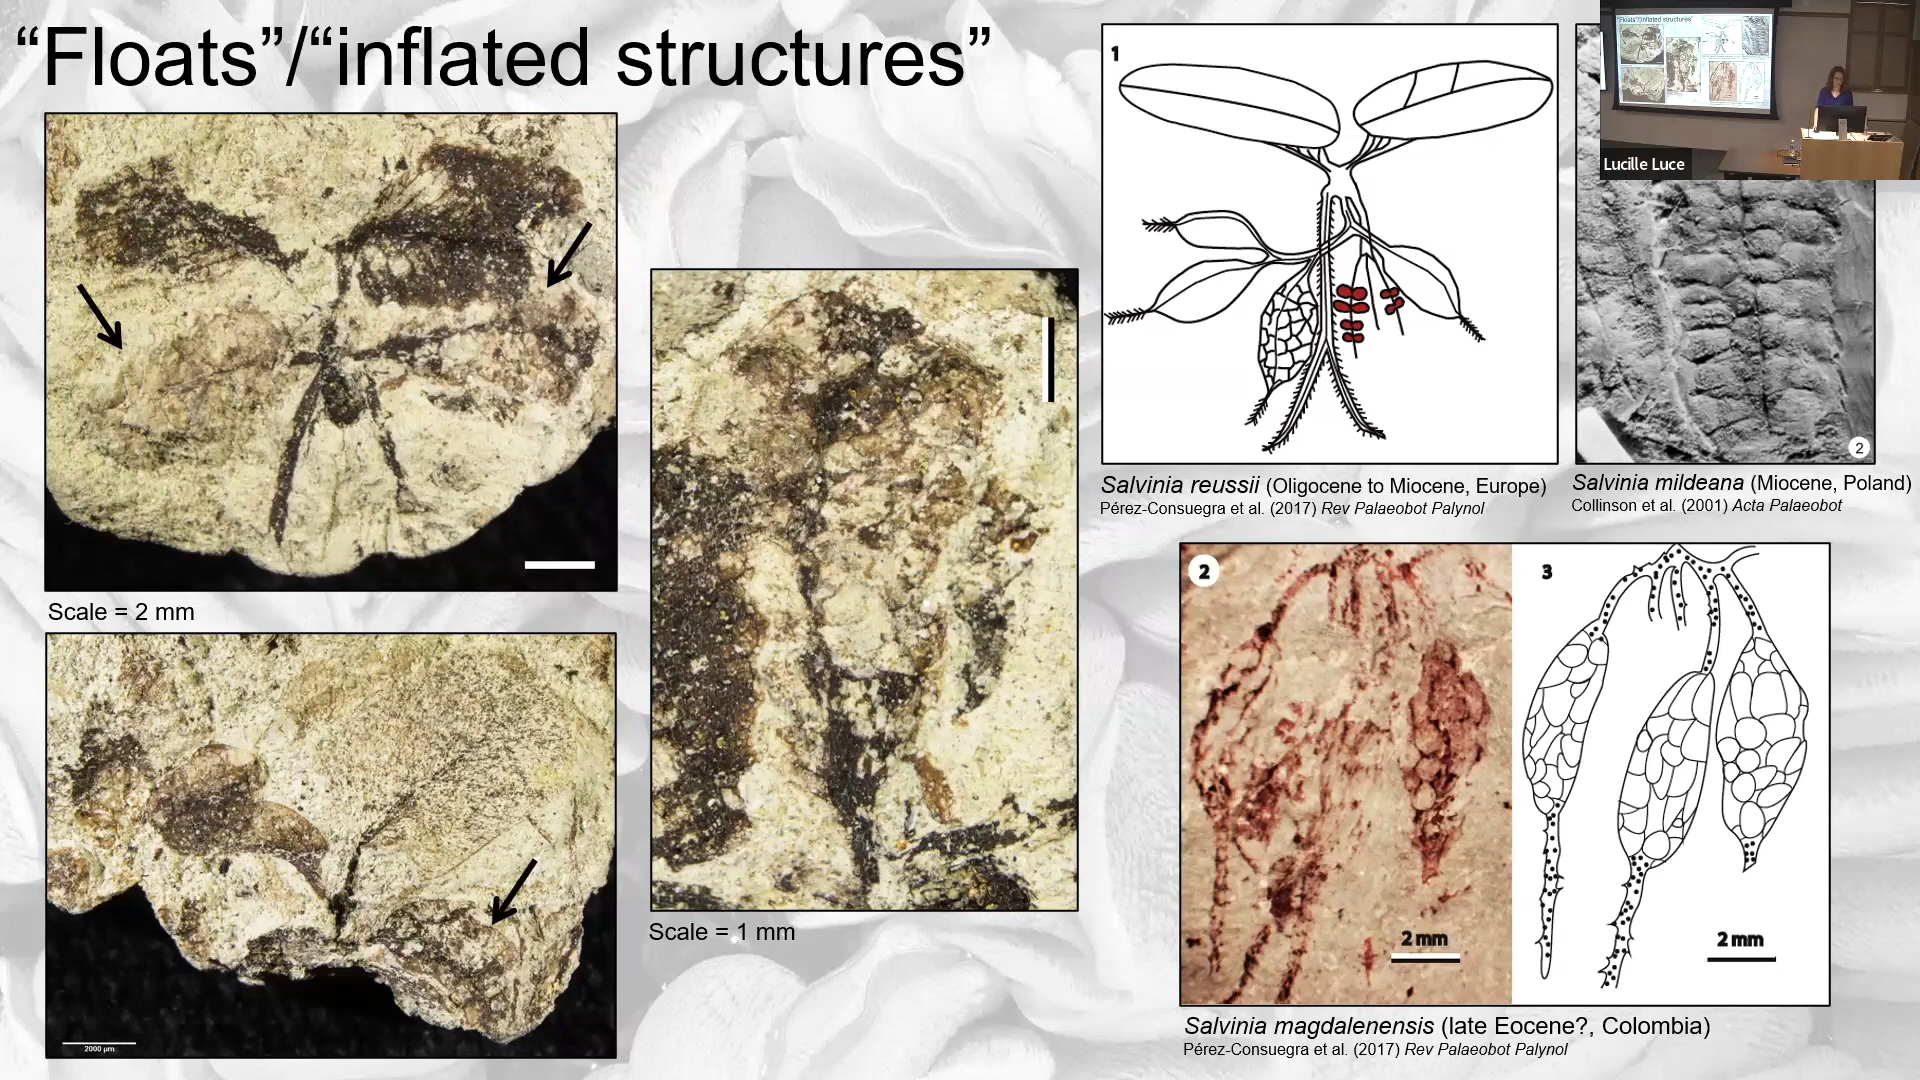 “Floats”/“inflated structures”
Scale = 2 mm
2000 µm
Scale = 1 mm
1
Salvinia reussii (Oligocene to Miocene, Europe)
Pérez-Consuegra et al. (2017) Rev Palaeobot Palynol
2
Salvinia mildeana (Miocene, Poland)
Collinson et al. (2001) Acta Palaeobot
2
3
2 mm
2 mm
Salvinia magdalenensis (late Eocene?, Colombia)
Pérez-Consuegra et al. (2017) Rev Palaeobot Palynol
"Floats"/"inflated structures"
Lucille Luce